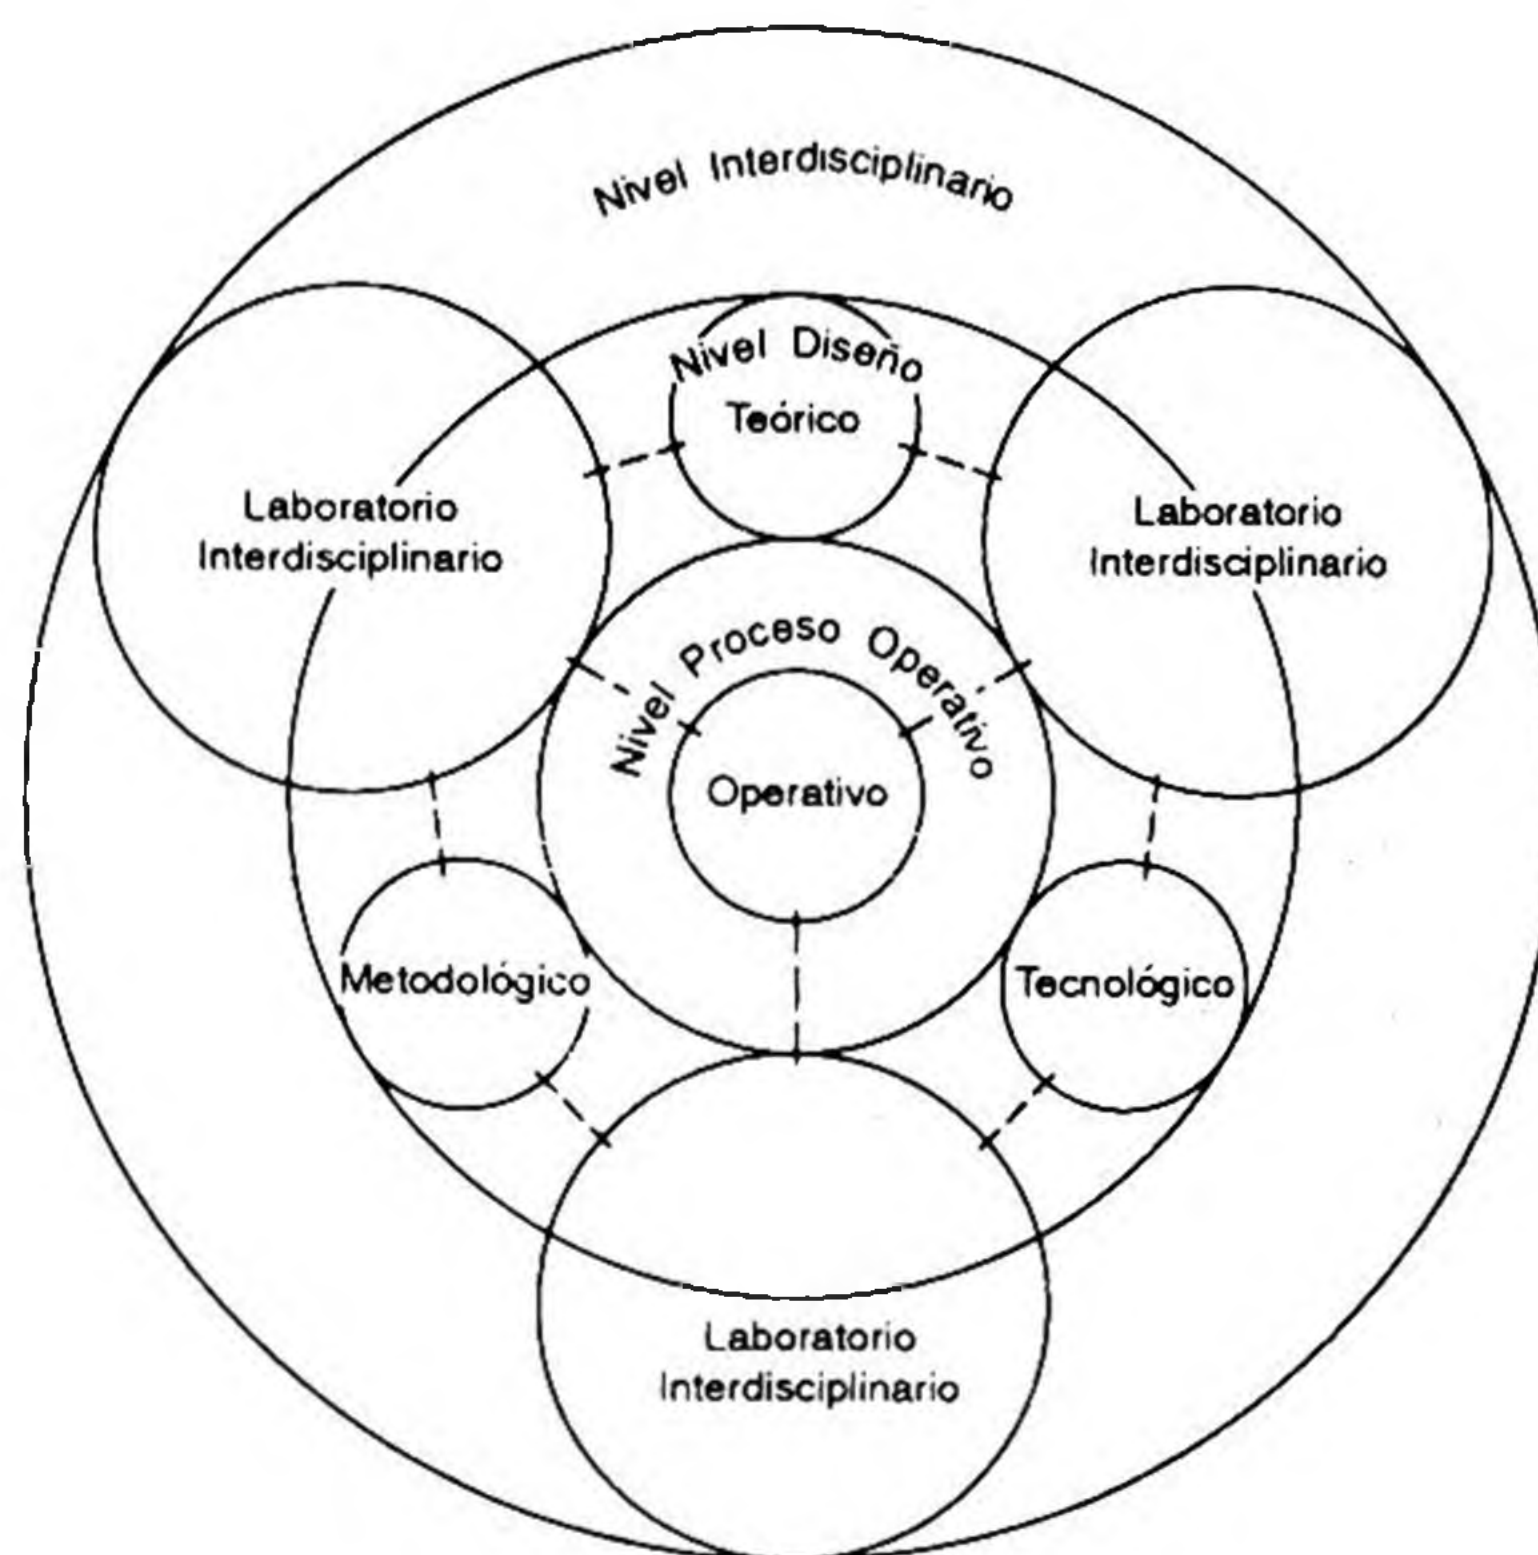 Nivel Interdisciplinario
Nivel Diseño
Teórico
Laboratorio
Interdisciplinario
Laboratorio
Interdisciplinario
Nivel Proceso Operativo
Operativo
Metodológico
Tecnológico
Laboratorio
Interdisciplinario